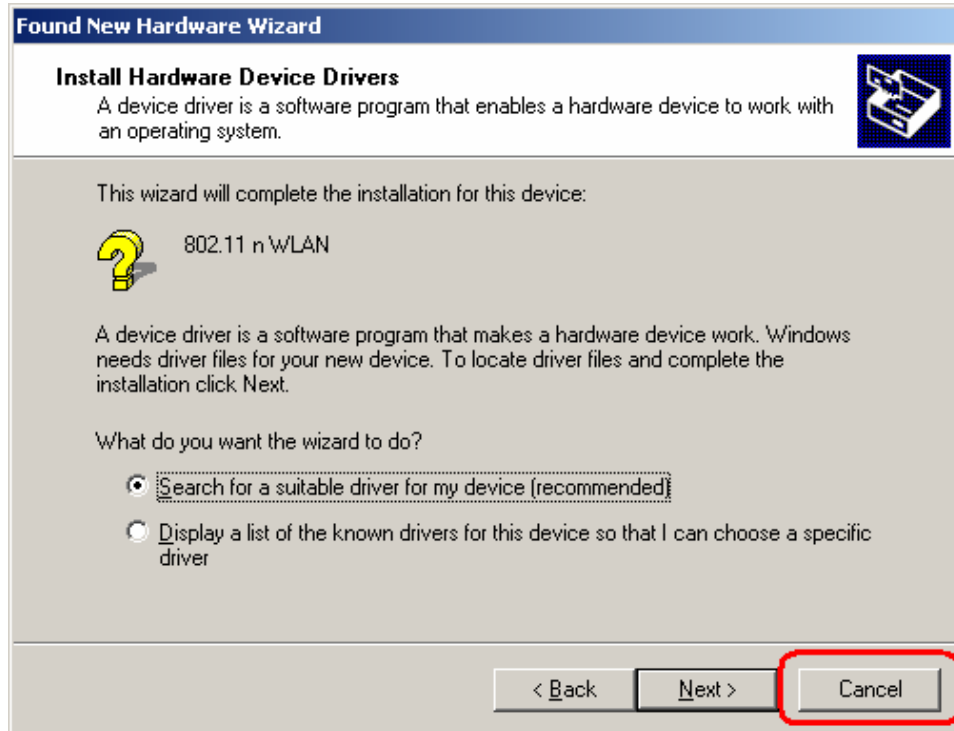 Found New Hardware Wizard
Install Hardware Device Drivers
A device driver is a software program that enables a hardware device to work with
an operating system.
This wizard will complete the installation for this device:
802.11 n WLAN
A device driver is a software program that makes a hardware device work. Windows
needs driver files for your new device. To locate driver files and complete the
installation click Next.
What do you want the wizard to do?
Search for a suitable driver for my device (recommended)
Display a list of the known drivers for this device so that I can choose a specific
driver
< Back Next > Cancel